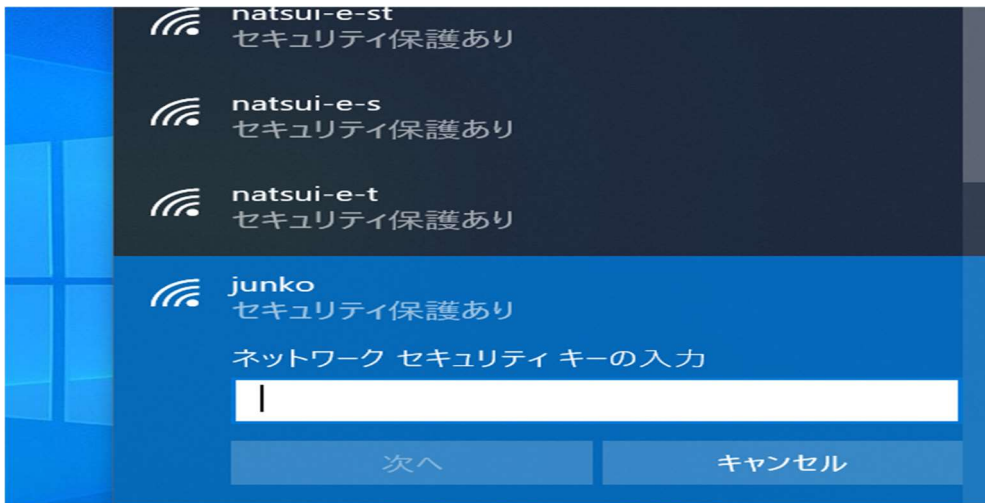 natsui-e-st
セキュリティ保護あり
natsui-e-s
セキュリティ保護あり
natsui-e-t
セキュリティ保護あり
junko
セキュリティ保護あり
ネットワーク セキュリティ キーの入力
次へ
キャンセル